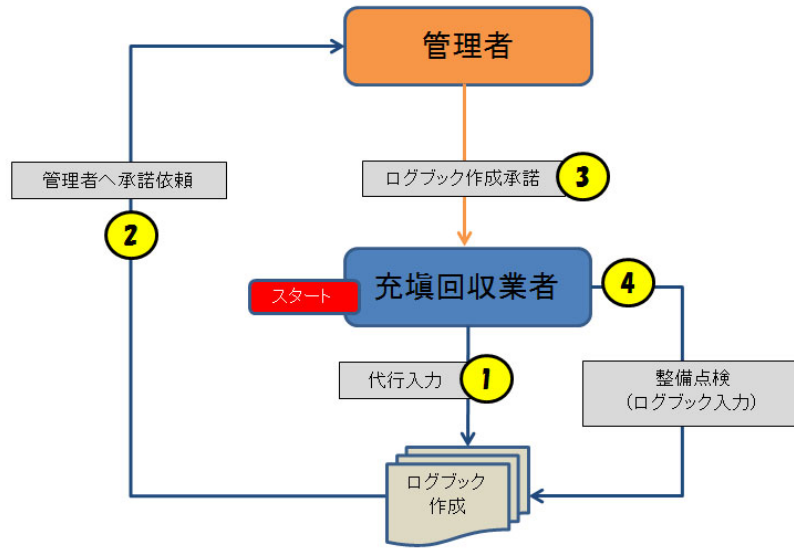 管理者
管理者へ承諾依頼
ログブック作成承諾
3
2
充塡回収業者
4
スタート
代行入力
1
整備点検
(ログブック入力)
ログブック
作成